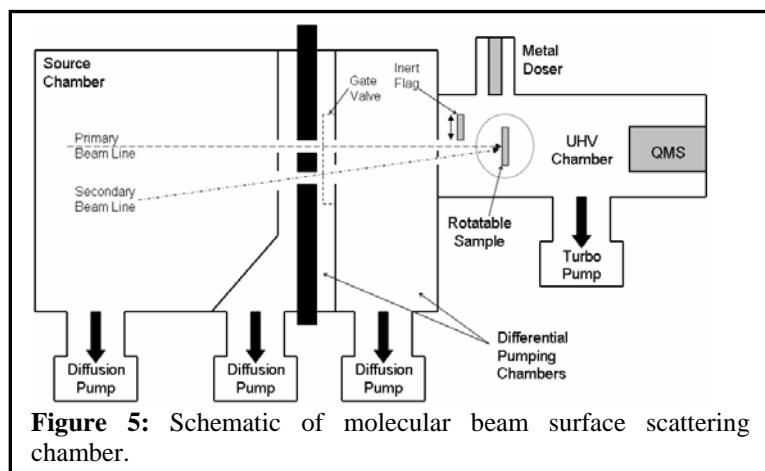 Source
Chamber
Gate
Valve
Inert
Flag
Metal
Doser
Primary
Beam Line
Secondary
Beam Line
UHV
Chamber
QMS
Rotatable
Sample
Turbo
Pump
Differential
Pumping
Chambers
Diffusion
Pump
Diffusion
Pump
Diffusion
Pump
Figure 5: Schematic of molecular beam surface scattering
chamber.